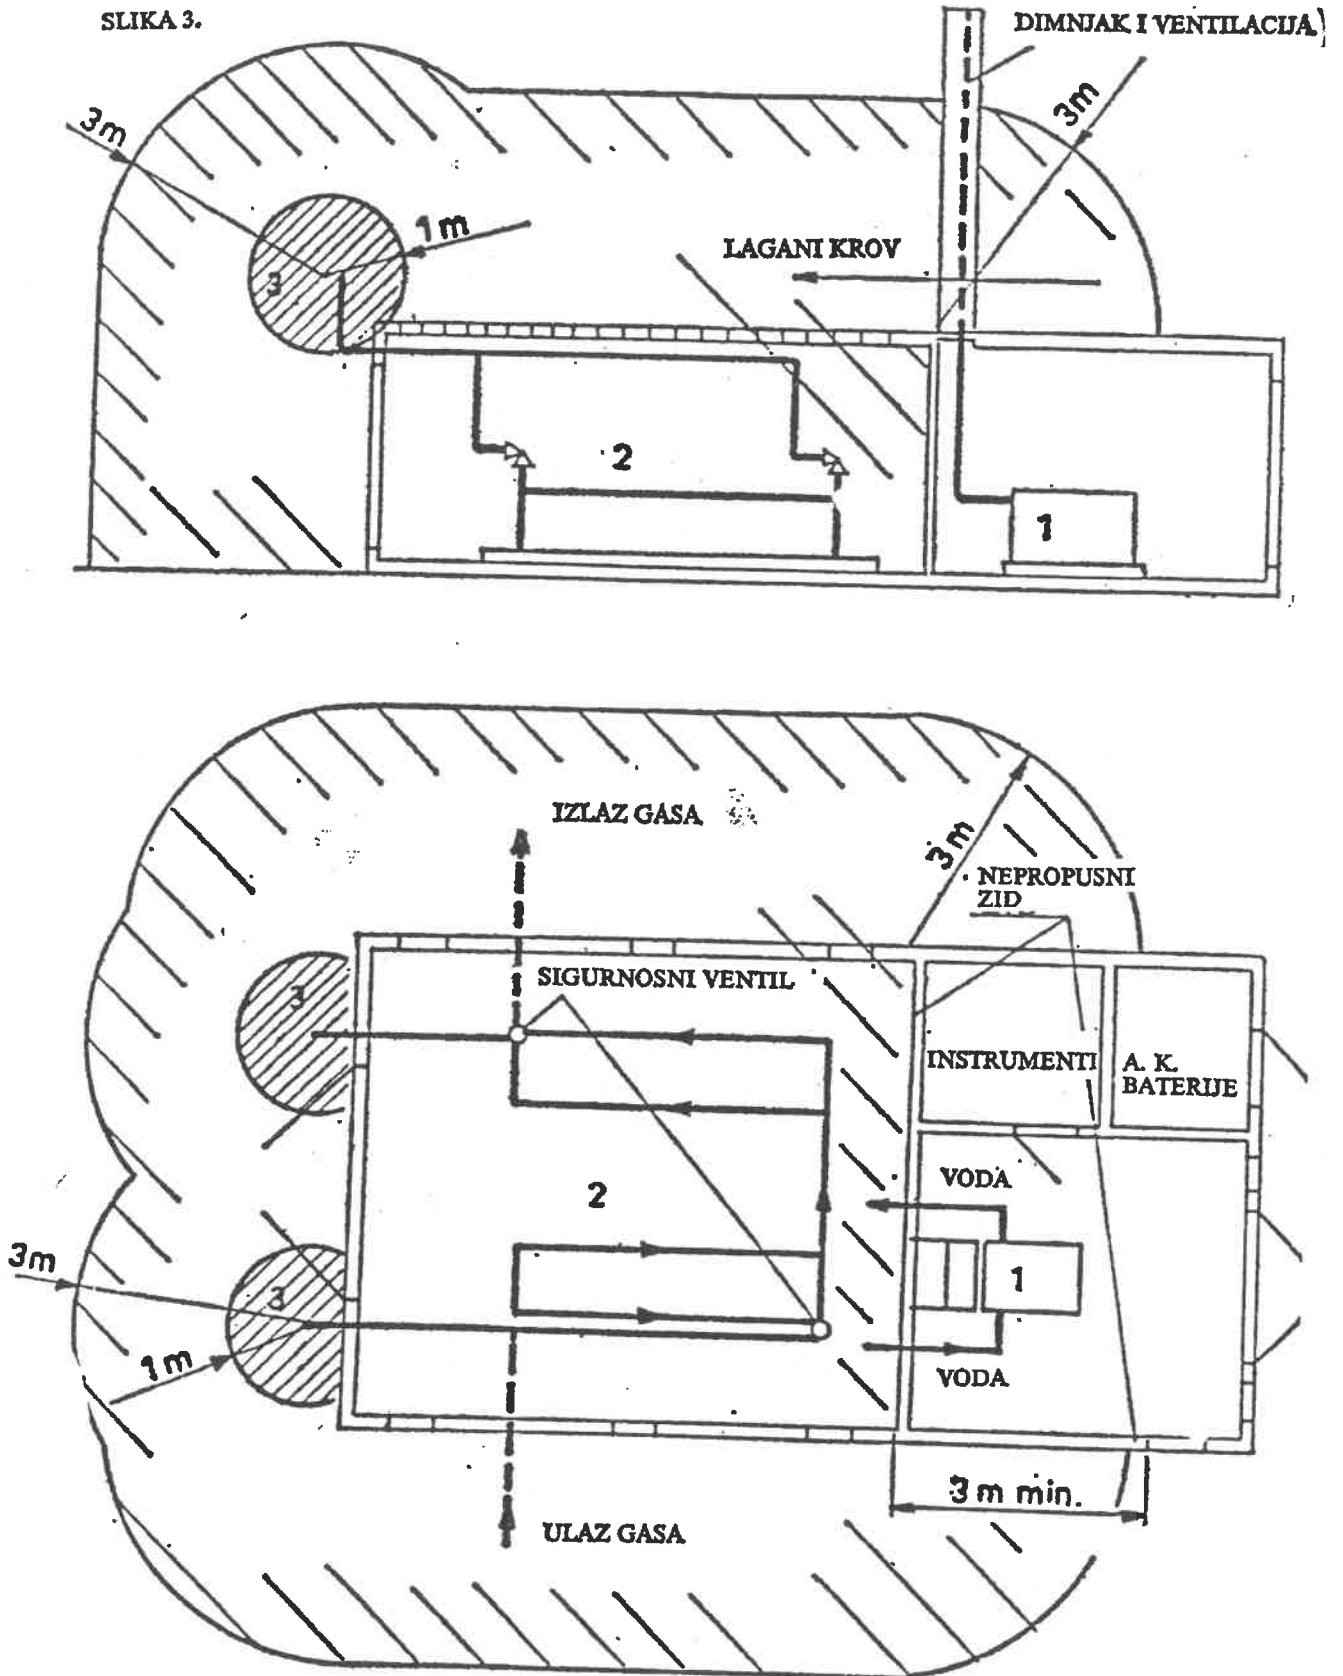 SLIKA 3.
DIMNJAK I VENTILACIJA
3m
3m
1m
LAGANI KROV
3
2
1
IZLAZ GASA
3m
NEPROPUSNI
ZID
SIGURNOSNI VENTIL
3
INSTRUMENTI
A. K.
BATERIJE
VODA
2
3m
3
1
1m
VODA
3m min.
ULAZ GASA